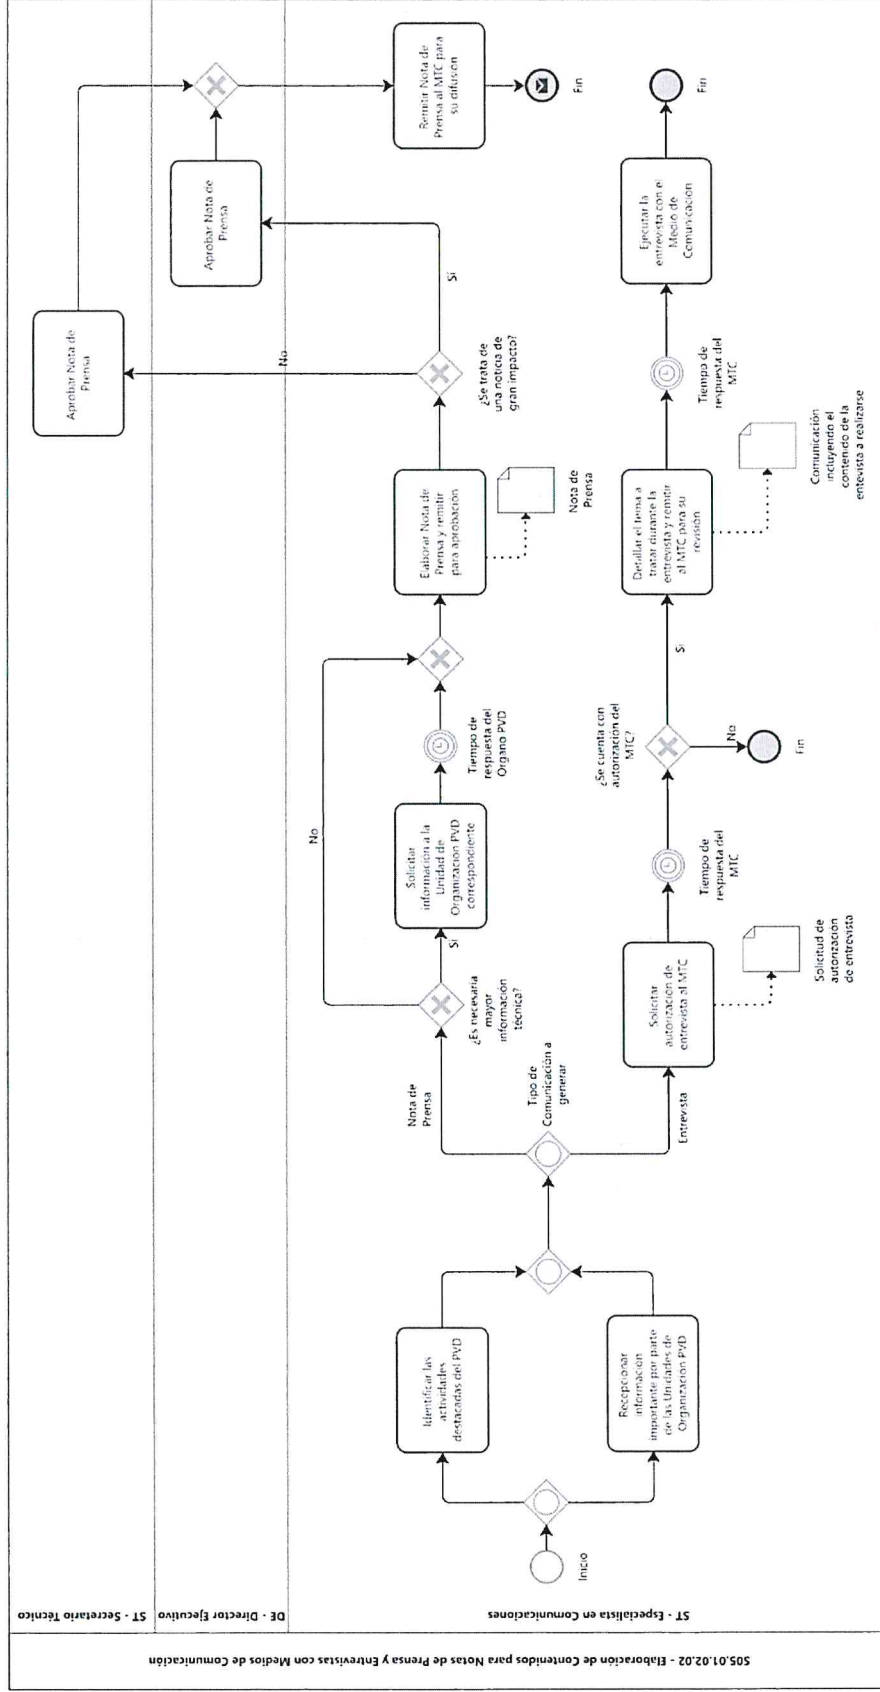 S05.01.02.02 - Elaboración de Contenidos para Notas de Prensa y Entrevistas con Medios de Comunicación
ST - Secretario Técnico
DE - Director Ejecutivo
ST - Especialista en Comunicaciones
Inicio
Identificar las
actividades
destacadas del PVD
Recepcionar
información
importante por parte
de las Unidades de
Organización PVD
Tipo de
Comunicación a
generar
Nota de
Prensa
Entrevista
¿Es necesaria
mayor
información
técnica?
No
Si
Solicitar
información a la
Unidad de
Organización PVD
correspondiente
Tiempo de
respuesta del
Organo PVD
Elaborar Nota de
Prensa y remitir
para aprobación
Nota de
Prensa
¿Se trata de
una noticia de
gran impacto?
No
Si
Aprobar Nota de
Prensa
Aprobar Nota de
Prensa
Remitir Nota de
Prensa al MTC para
su difusión
Fin
Solicitar
autorización de
entrevista al MTC
Solicitud de
autorización
de entrevista
Tiempo de
respuesta del
MTC
¿Se cuenta con
autorización del
MTC?
No
Fin
Si
Detallar el tema a
tratar durante la
entrevista y remitir
al MTC para su
revisión
Comunicación
incluyendo el
contenido de la
entevista a realizarse
Tiempo de
respuesta del
MTC
Ejecutar la
entrevista con el
Medio de
Comunicación
Fin